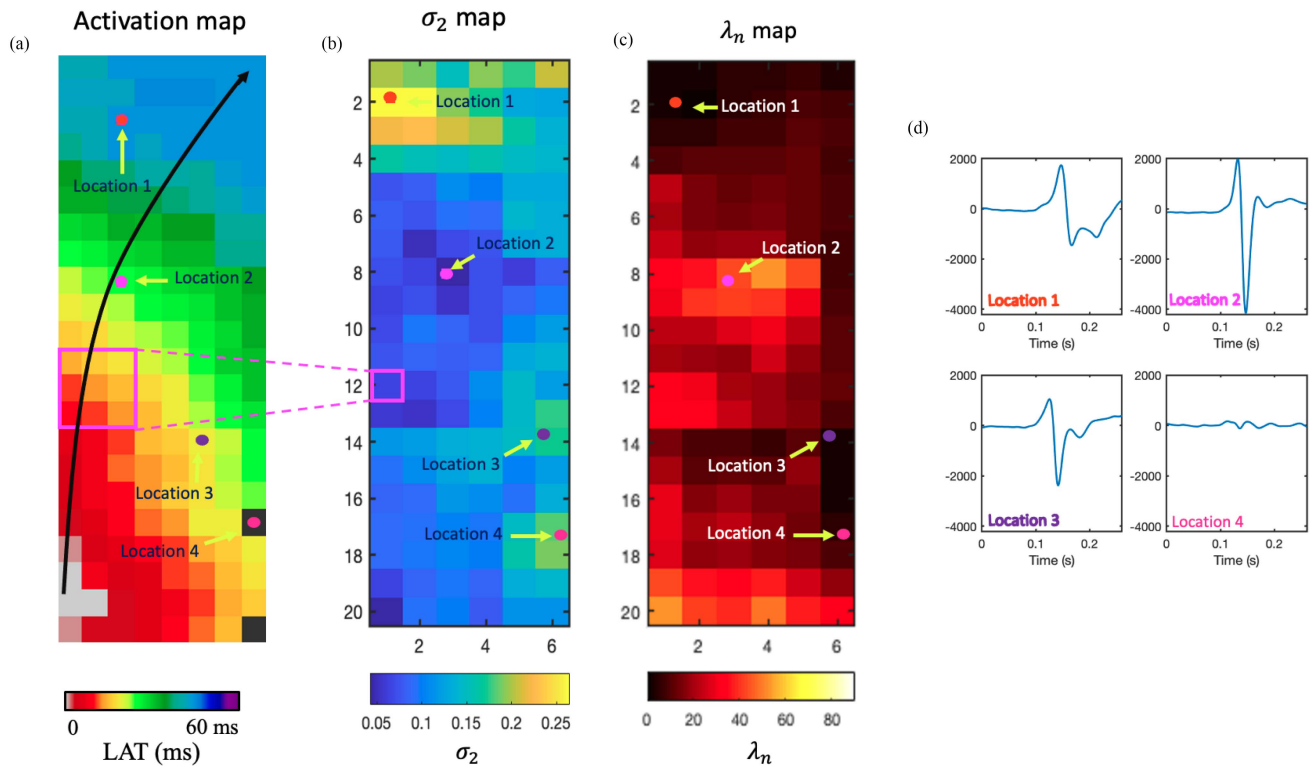 Activation map
σ₂ map
λₙ map
(a)
(b)
(c)
(d)
Location 1
Location 2
Location 3
Location 4
0
60 ms
LAT (ms)
2
4
6
8
10
12
14
16
18
20
Location 1
Location 2
Location 3
Location 4
2
4
6
0.05
0.1
0.15
0.2
0.25
σ₂
2
4
6
8
10
12
14
16
18
20
Location 1
Location 2
Location 3
Location 4
2
4
6
0
20
40
60
80
λₙ
2000
0
-2000
-4000
Location 1
0
0.1
0.2
Time (s)
2000
0
-2000
-4000
Location 2
0
0.1
0.2
Time (s)
2000
0
-2000
-4000
Location 3
0
0.1
0.2
Time (s)
2000
0
-2000
-4000
Location 4
0
0.1
0.2
Time (s)